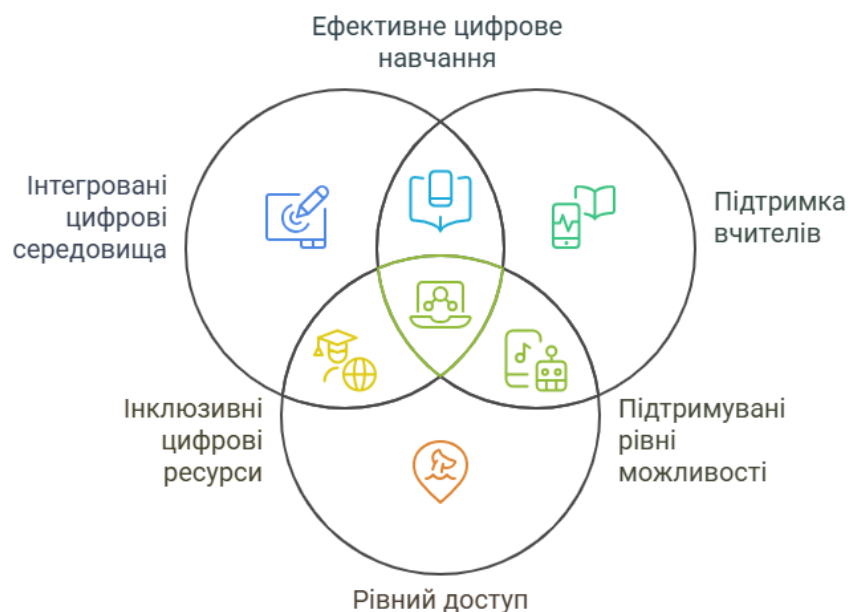 Ефективне цифрове
навчання
Інтегровані
цифрові
середовища
Підтримка
вчителів
Інклюзивні
цифрові
ресурси
Підтримувані
рівні
можливості
Рівний доступ